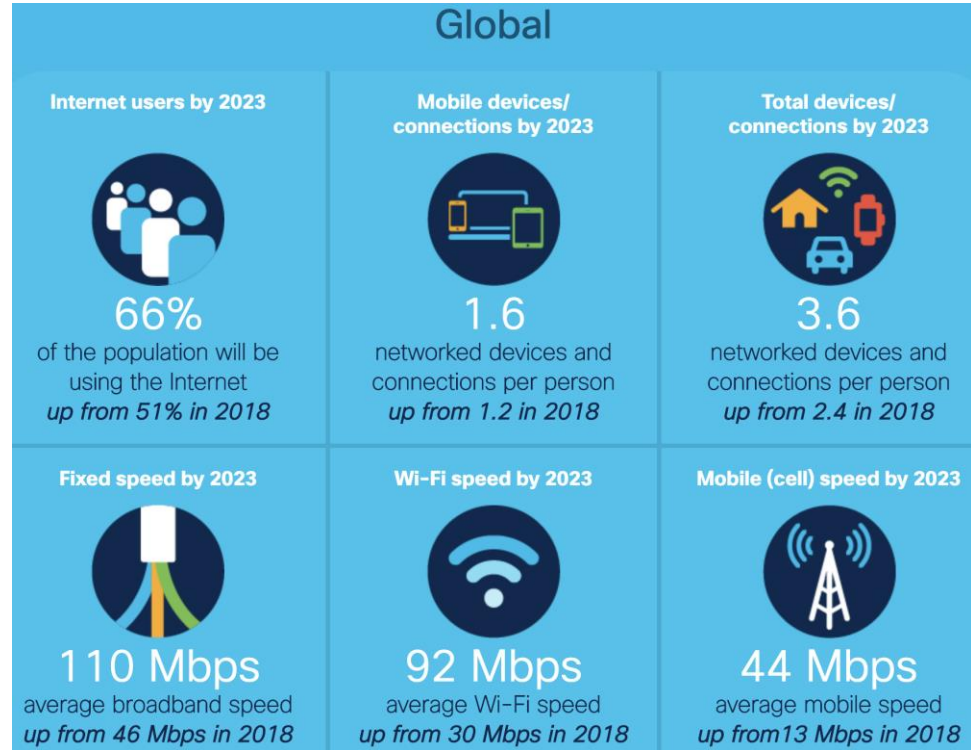 Global
Internet users by 2023
66%
of the population will be
using the Internet
up from 51% in 2018
Mobile devices/
connections by 2023
1.6
networked devices and
connections per person
up from 1.2 in 2018
Total devices/
connections by 2023
3.6
networked devices and
connections per person
up from 2.4 in 2018
Fixed speed by 2023
110 Mbps
average broadband speed
up from 46 Mbps in 2018
Wi-Fi speed by 2023
92 Mbps
average Wi-Fi speed
up from 30 Mbps in 2018
Mobile (cell) speed by 2023
44 Mbps
average mobile speed
up from13 Mbps in 2018